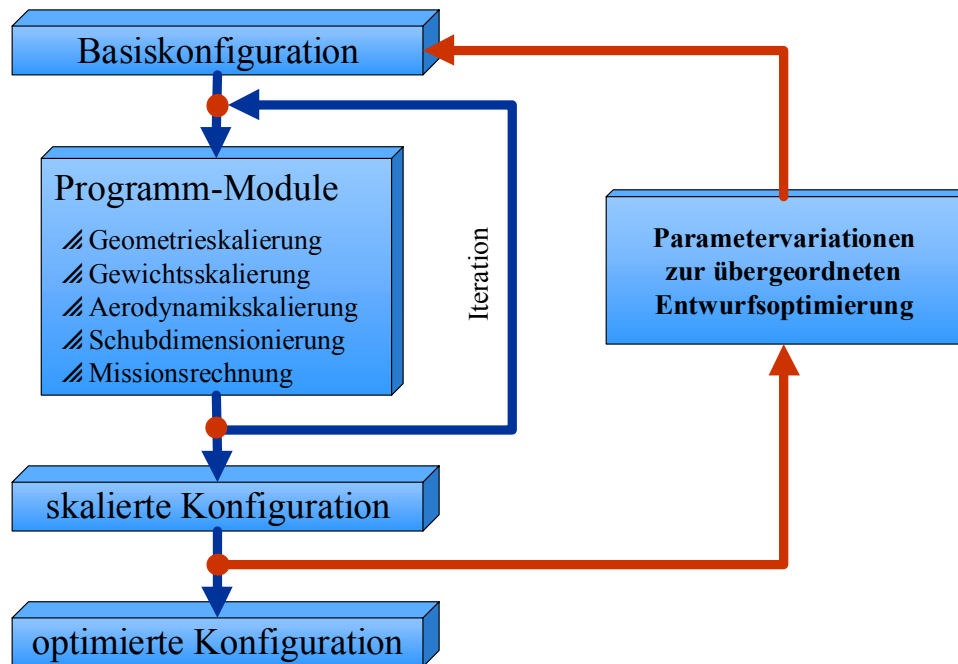 Basiskonfiguration
Programm-Module
Geometrieskalierung
Gewichtsskalierung
Aerodynamikskalierung
Schubdimensionierung
Missionsrechnung
Iteration
Parametervariationen
zur übergeordneten
Entwurfsoptimierung
skalierte Konfiguration
optimierte Konfiguration